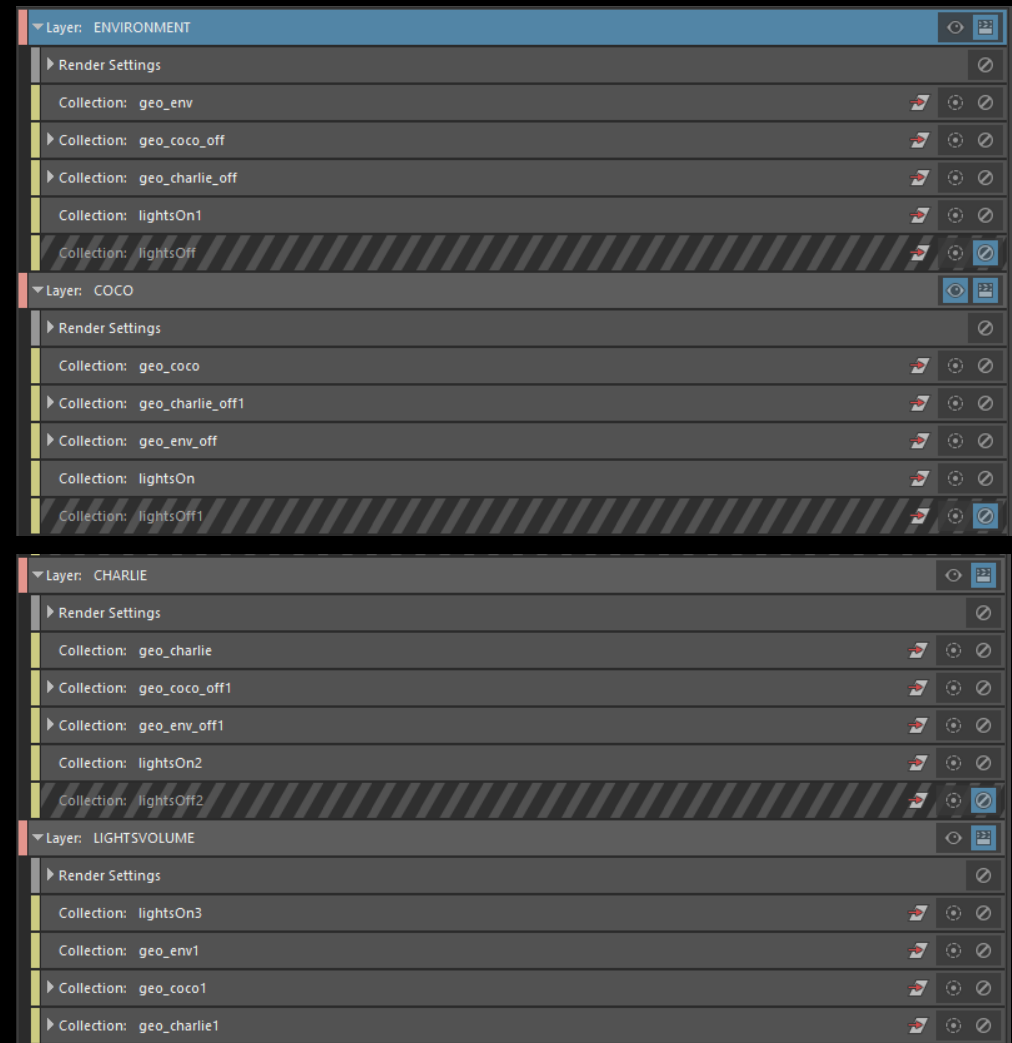 Layer: ENVIRONMENT
Render Settings
Collection: geo_env
Collection: geo_coco_off
Collection: geo_charlie_off
Collection: lightsOn1
Collection: lightsOff
Layer: COCO
Render Settings
Collection: geo_coco
Collection: geo_charlie_off1
Collection: geo_env_off
Collection: lightsOn
Collection: lightsOff1
Layer: CHARLIE
Render Settings
Collection: geo_charlie
Collection: geo_coco_off1
Collection: geo_env_off1
Collection: lightsOn2
Collection: lightsOff2
Layer: LIGHTSVOLUME
Render Settings
Collection: lightsOn3
Collection: geo_env1
Collection: geo_coco1
Collection: geo_charlie1